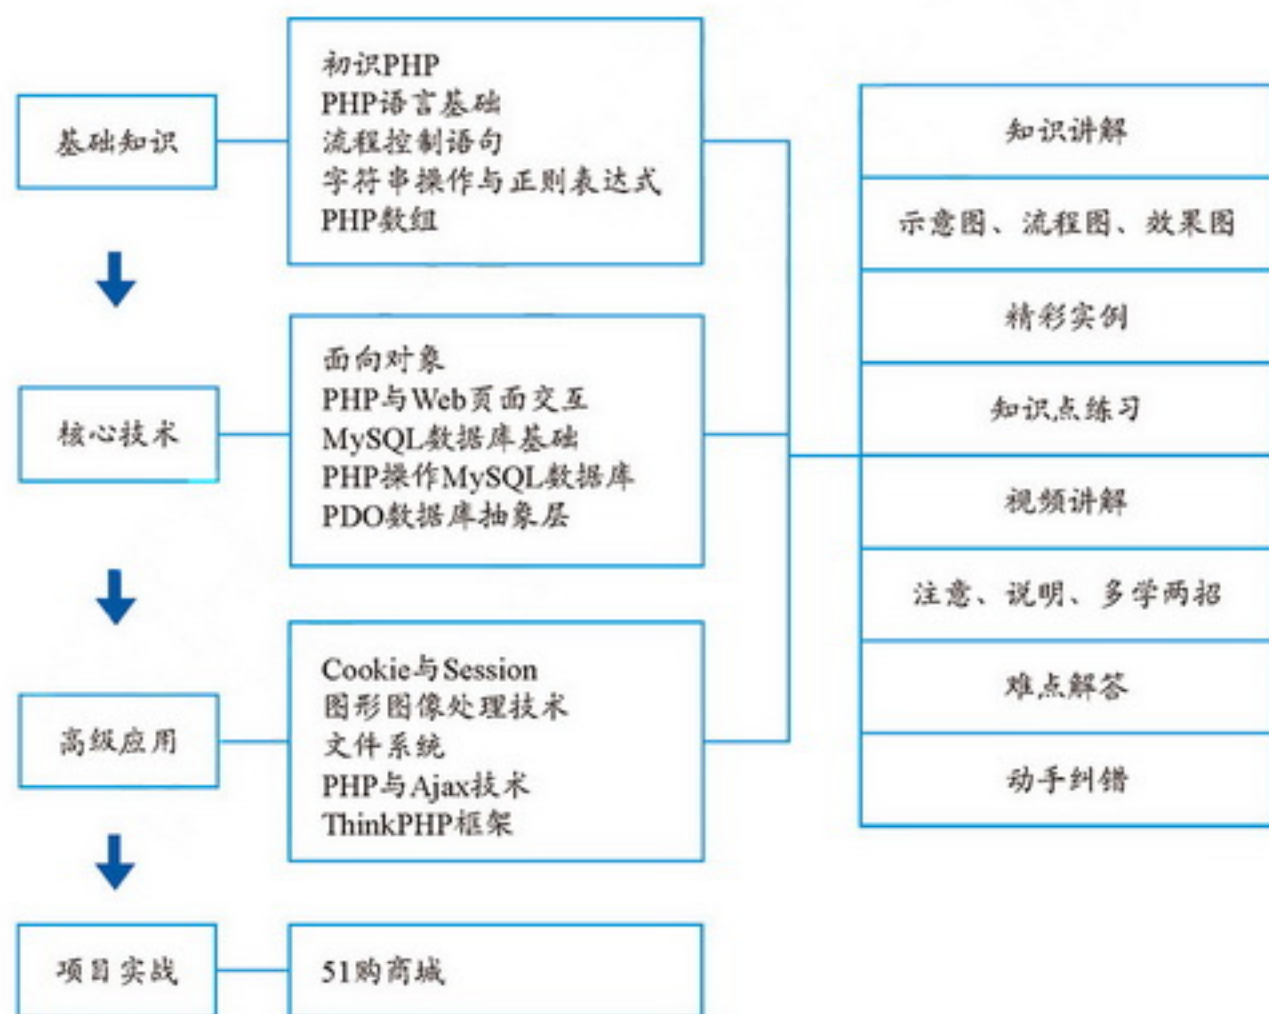 基础知识
初识PHP
PHP语言基础
流程控制语句
字符串操作与正则表达式
PHP数组
核心技术
面向对象
PHP与Web页面交互
MySQL数据库基础
PHP操作MySQL数据库
PDO数据库抽象层
高级应用
Cookie与Session
图形图像处理技术
文件系统
PHP与Ajax技术
ThinkPHP框架
项目实战
51购商城
知识讲解
示意图、流程图、效果图
精彩实例
知识点练习
视频讲解
注意、说明、多学两招
难点解答
动手纠错